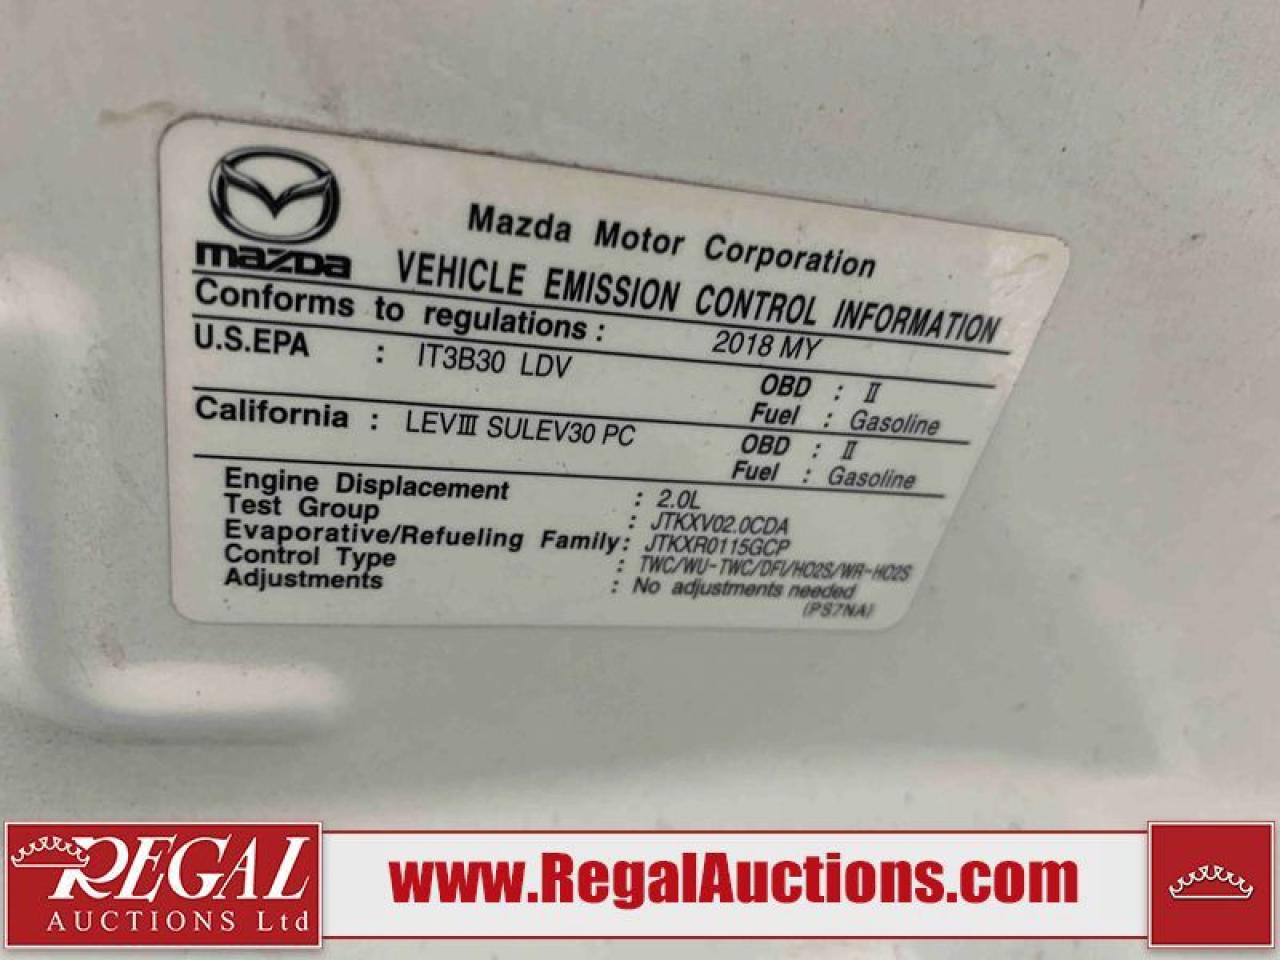 mazda
Mazda Motor Corporation
VEHICLE EMISSION CONTROL INFORMATION
Conforms to regulations : 2018 MY
U.S.EPA : IT3B30 LDV OBD : II
Fuel : Gasoline
California : LEVIII SULEV30 PC OBD : II
Fuel : Gasoline
Engine Displacement : 2.0L
Test Group : JTKXV02.0CDA
Evaporative/Refueling Family : JTKXR0115GCP
Control Type : TWC/WU-TWC/DFI/HO2S/WR-HO2S
Adjustments : No adjustments needed
(PS7NA)
REGAL
AUCTIONS Ltd
www.RegalAuctions.com